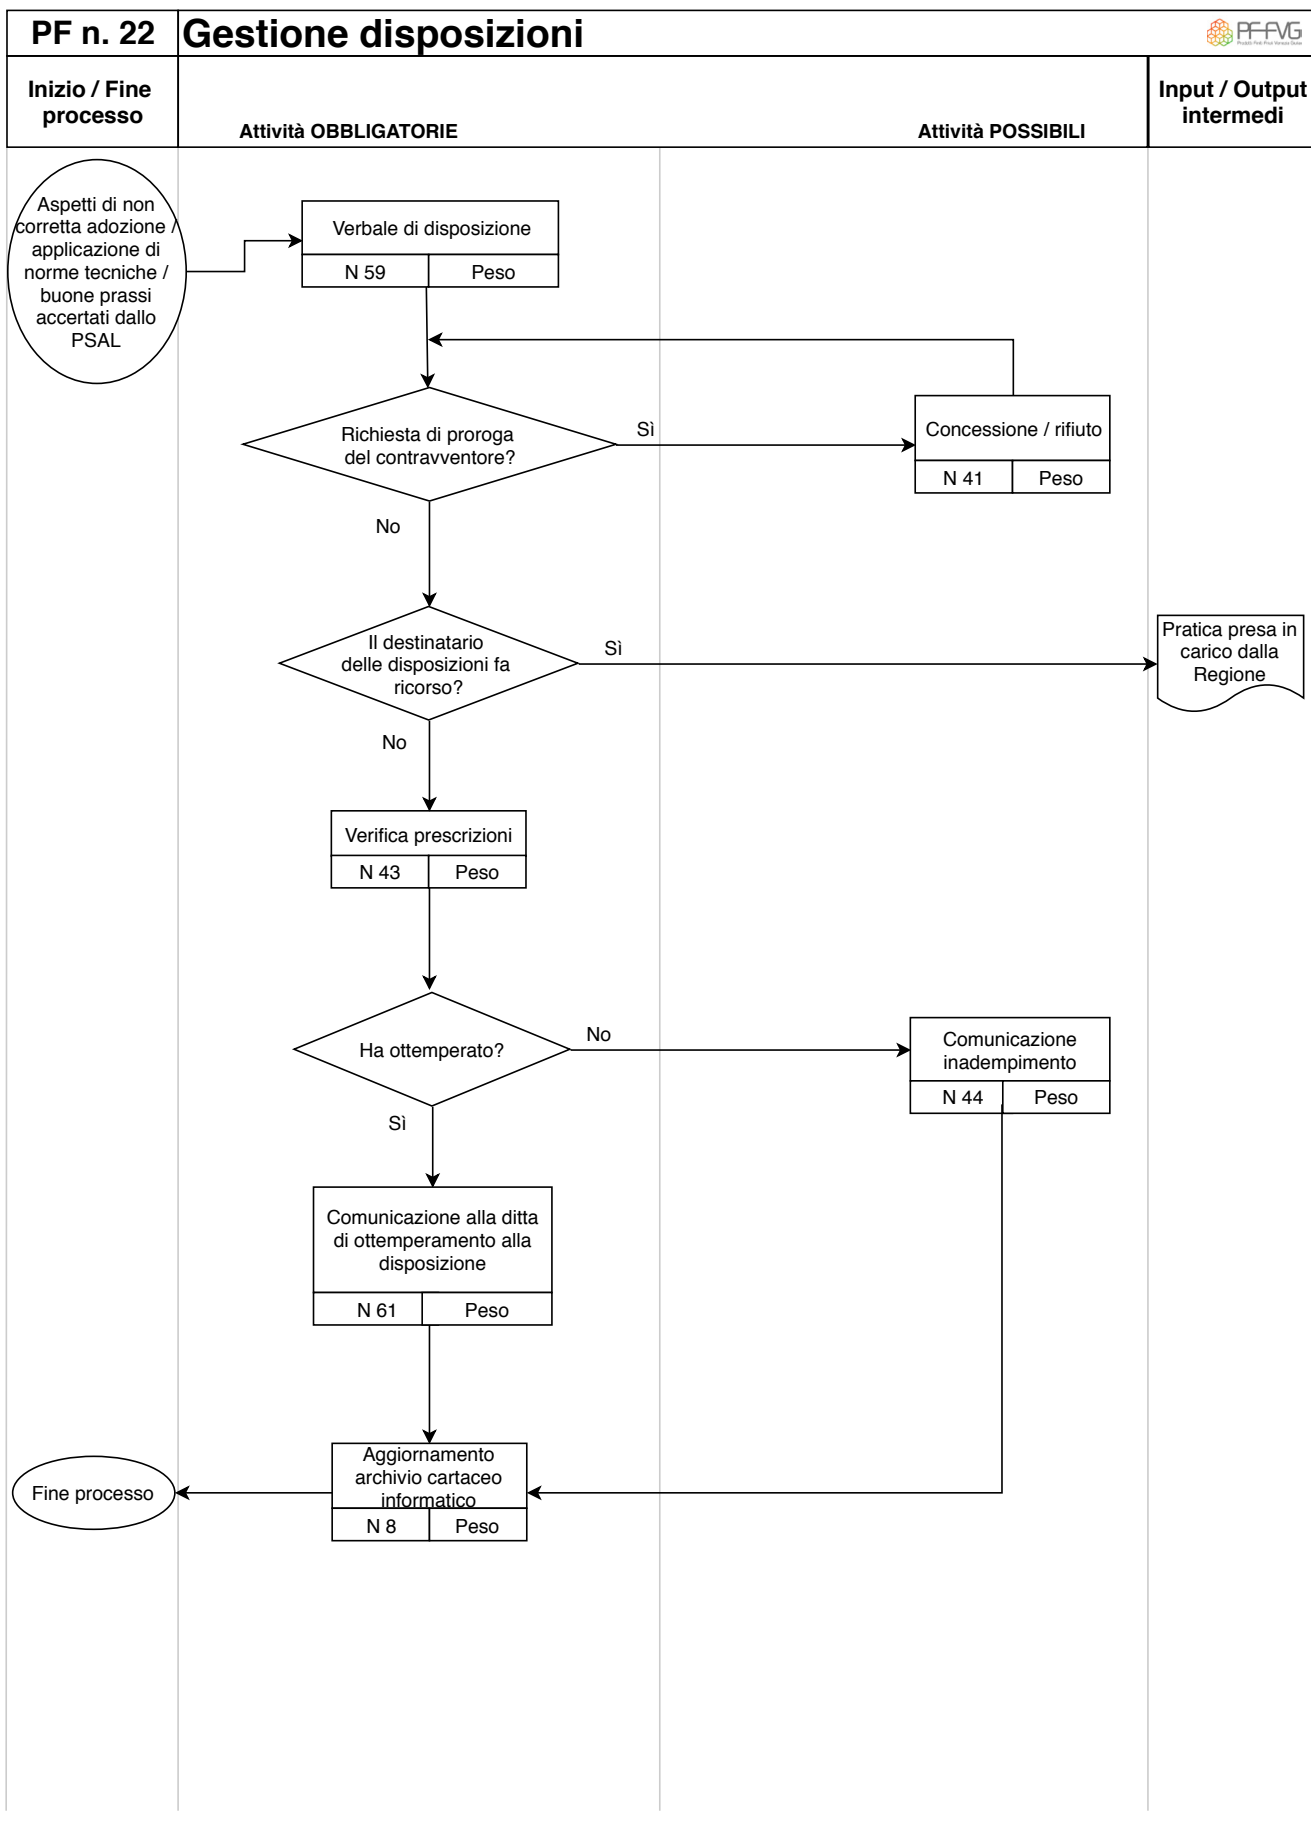 PF n. 22
Gestione disposizioni
PF-FVG
Inizio / Fine
processo
Attività OBBLIGATORIE
Attività POSSIBILI
Input / Output
intermedi
Aspetti di non
corretta adozione /
applicazione di
norme tecniche /
buone prassi
accertati dallo
PSAL
Verbale di disposizione
N 59
Peso
Richiesta di proroga
del contravventore?
Sì
Concessione / rifiuto
N 41
Peso
No
Il destinatario
delle disposizioni fa
ricorso?
Sì
Pratica presa in
carico dalla
Regione
No
Verifica prescrizioni
N 43
Peso
Ha ottemperato?
No
Comunicazione
inadempimento
N 44
Peso
Sì
Comunicazione alla ditta
di ottemperamento alla
disposizione
N 61
Peso
Aggiornamento
archivio cartaceo
informatico
N 8
Peso
Fine processo